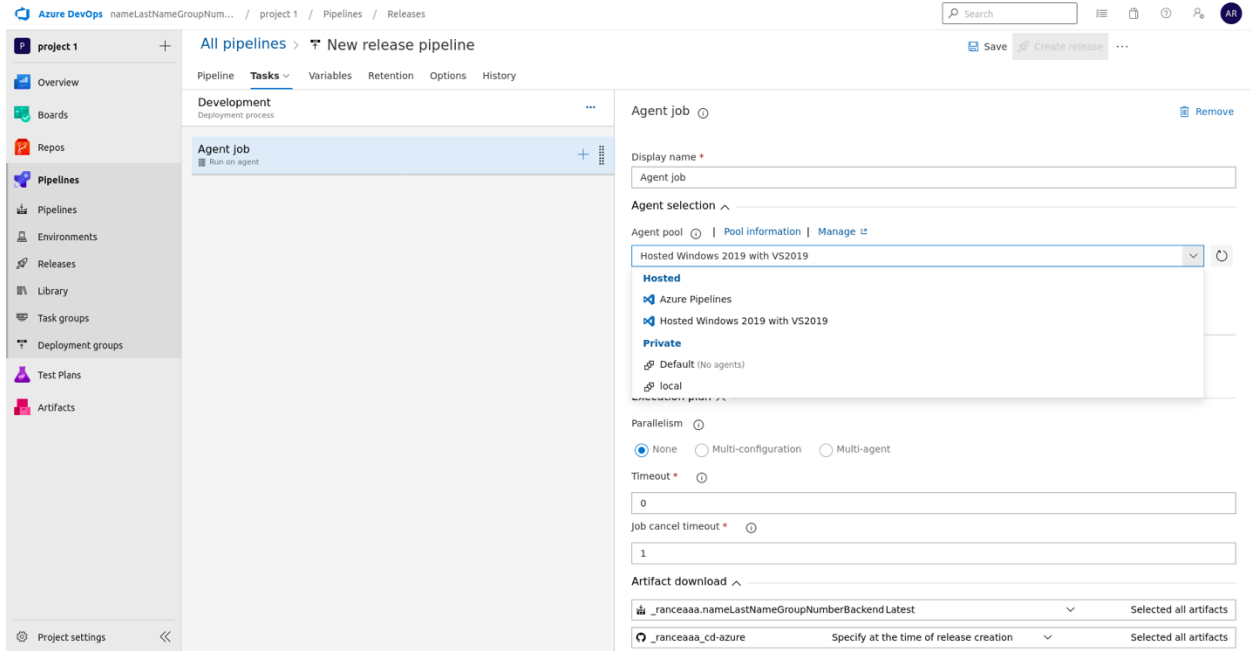 Azure DevOps nameLastNameGroupNum... / project 1 / Pipelines / Releases
Search
AR
P project 1
All pipelines > New release pipeline
Save
Create release
Overview
Boards
Repos
Pipelines
Pipelines
Environments
Releases
Library
Task groups
Deployment groups
Test Plans
Artifacts
Project settings
Pipeline Tasks Variables Retention Options History
Development
Deployment process
Agent job
Run on agent
Agent job
Remove
Display name *
Agent job
Agent selection
Agent pool | Pool information | Manage
Hosted Windows 2019 with VS2019
Hosted
Azure Pipelines
Hosted Windows 2019 with VS2019
Private
Default (No agents)
local
Execution plan
Parallelism
None Multi-configuration Multi-agent
Timeout *
0
Job cancel timeout *
1
Artifact download
_ranceaaa.nameLastNameGroupNumberBackend Latest Selected all artifacts
_ranceaaa_cd-azure Specify at the time of release creation Selected all artifacts